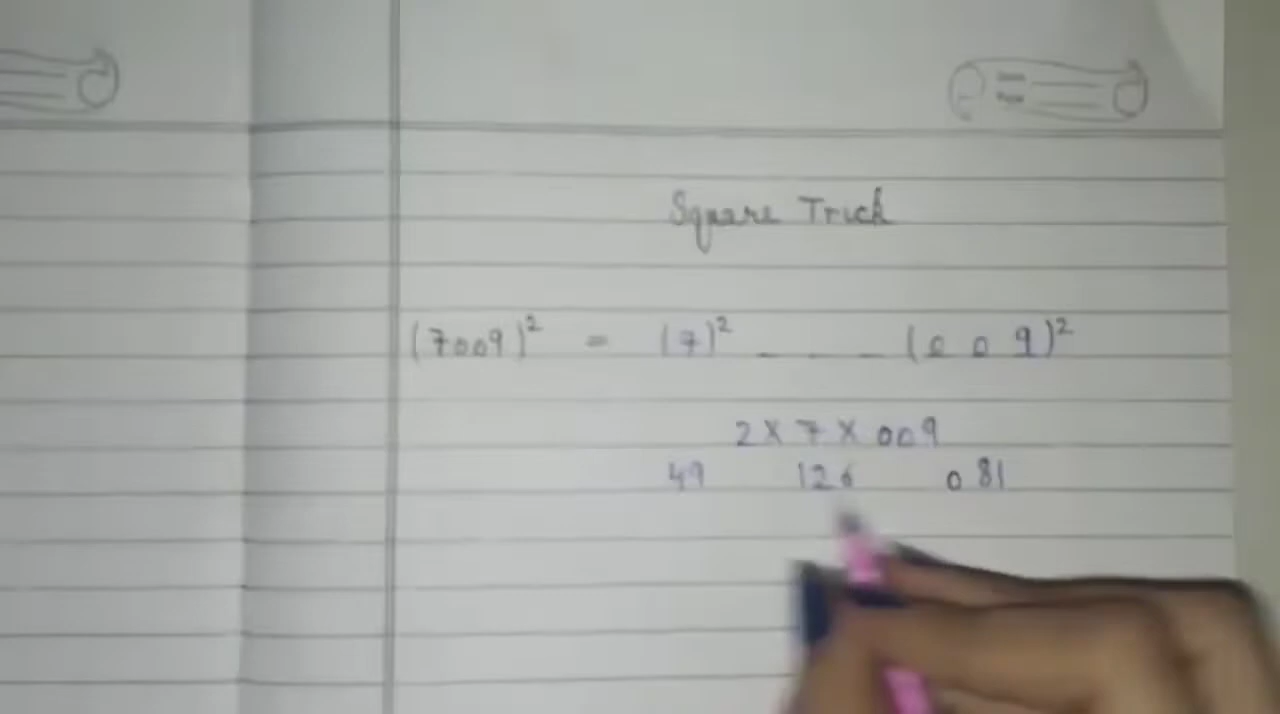 Square Trick
(7009)² = (7)² _ _ _ (0 0 9)²
2 X 7 X 009
49 126 081